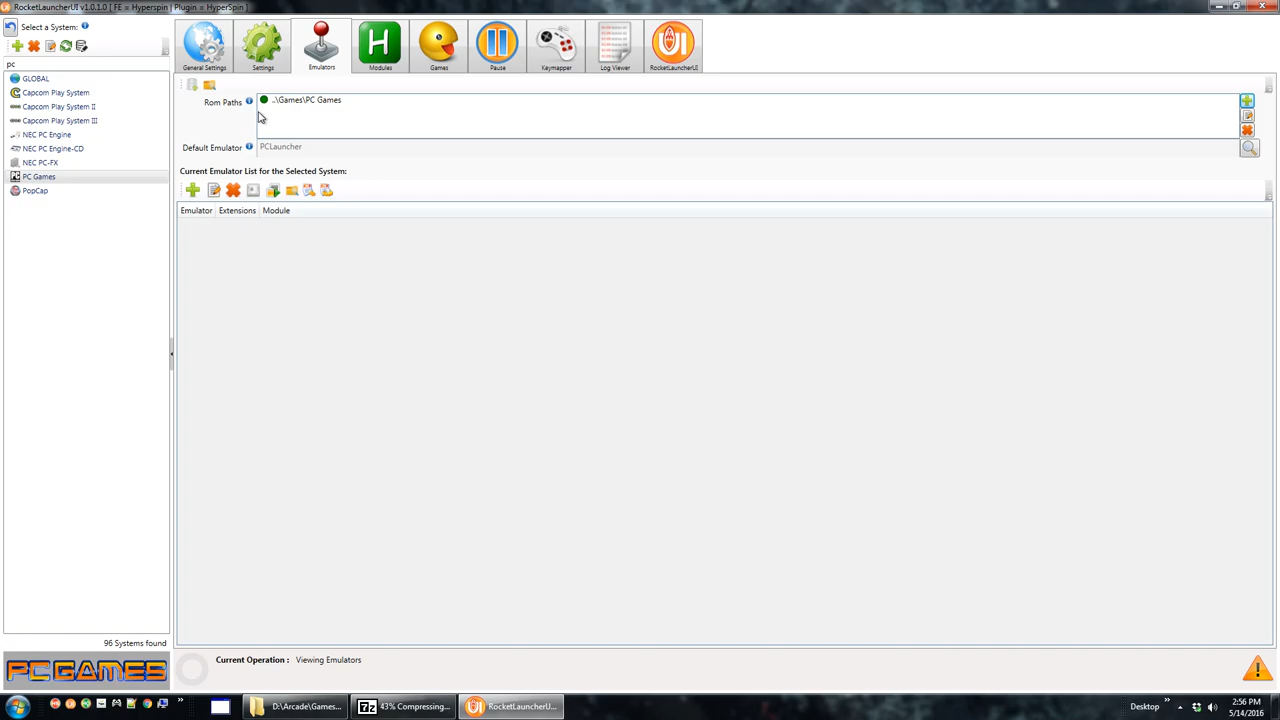 RocketLauncherUI v1.0.1.0 | FE = Hyperspin | Plugin = HyperSpin |
Select a System:
pc
GLOBAL
Capcom Play System
Capcom Play System II
Capcom Play System III
NEC PC Engine
NEC PC Engine-CD
NEC PC-FX
PC Games
PopCap
96 Systems found
PC GAMES
General Settings
Settings
Emulators
Modules
Games
Pause
Keymapper
Log Viewer
RocketLauncherUI
Rom Paths
..\Games\PC Games
Default Emulator
PCLauncher
Current Emulator List for the Selected System:
Emulator Extensions Module
Current Operation : Viewing Emulators
D:\Arcade\Games...
7z 43% Compressing...
RocketLauncherU...
Desktop
2:56 PM
5/14/2016